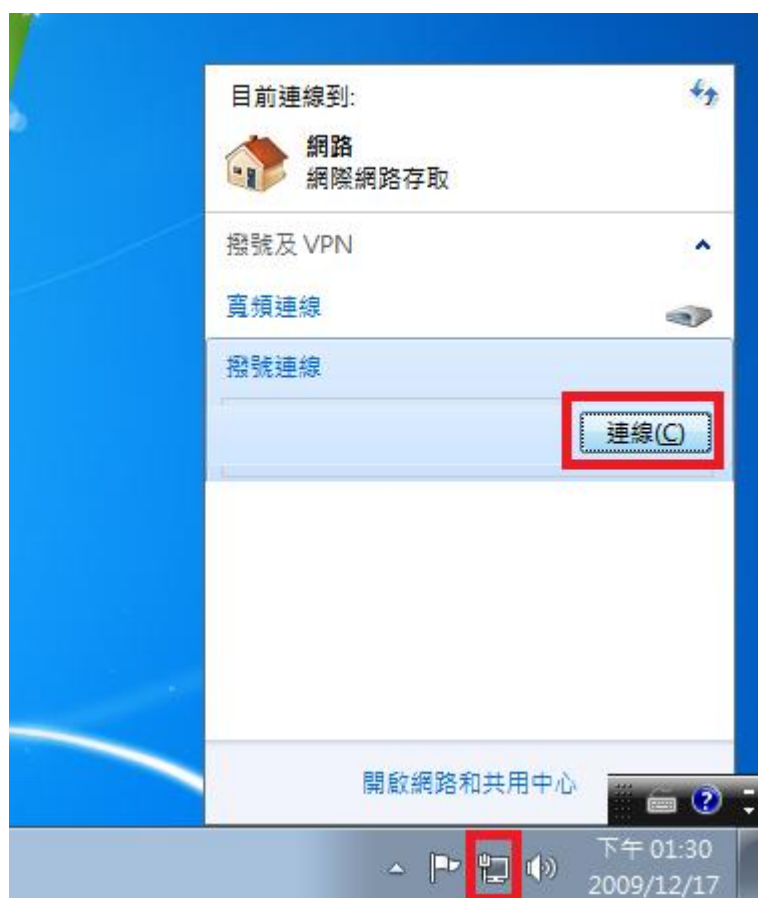 目前連線到:
網路
網際網路存取
撥號及 VPN
寬頻連線
撥號連線
連線(C)
開啟網路和共用中心
下午 01:30
2009/12/17